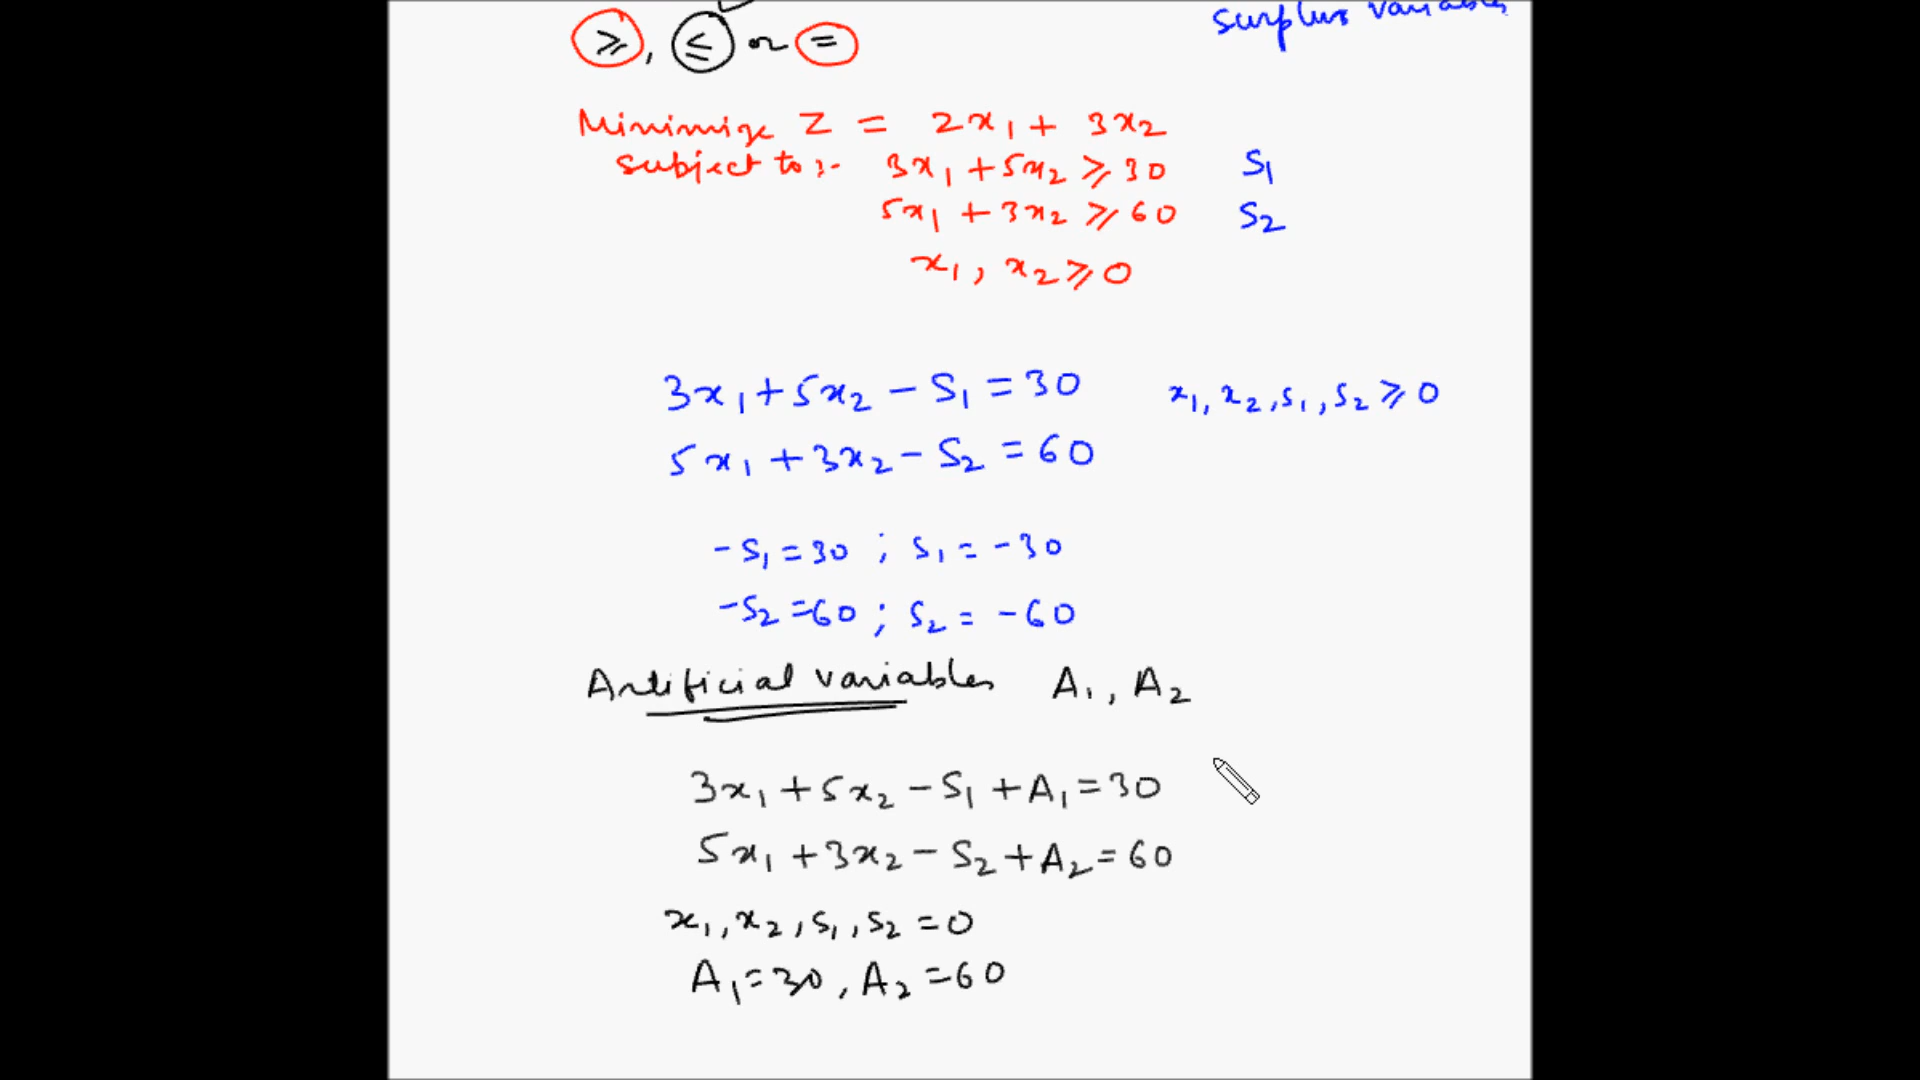 surplus variables
≥, ≤ or =
Minimize Z = 2x₁ + 3x₂
subject to :- 3x₁ + 5x₂ ≥ 30 S₁
5x₁ + 3x₂ ≥ 60 S₂
x₁, x₂ ≥ 0
3x₁ + 5x₂ - S₁ = 30 x₁, x₂, s₁, s₂ ≥ 0
5x₁ + 3x₂ - S₂ = 60
-S₁ = 30 ; S₁ = -30
-S₂ = 60 ; S₂ = -60
Artificial variables A₁, A₂
3x₁ + 5x₂ - S₁ + A₁ = 30
5x₁ + 3x₂ - S₂ + A₂ = 60
x₁, x₂, s₁, s₂ = 0
A₁ = 30, A₂ = 60